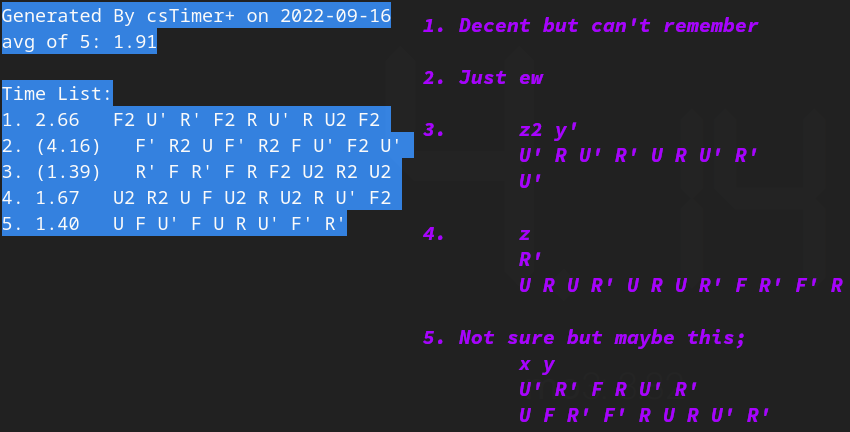 Generated By csTimer+ on 2022-09-16
avg of 5: 1.91
Time List:
1. 2.66   F2 U' R' F2 R U' R U2 F2
2. (4.16)   F' R2 U F' R2 F U' F2 U'
3. (1.39)   R' F R' F R F2 U2 R2 U2
4. 1.67   U2 R2 U F U2 R U2 R U' F2
5. 1.40   U F U' F U R U' F' R'
1. Decent but can't remember
2. Just ew
3. z2 y'
U' R U' R' U R U' R'
U'
4. z
R'
U R U R' U R U R' F R' F' R
5. Not sure but maybe this;
x y
U' R' F R U' R'
U F R' F' R U R U' R'